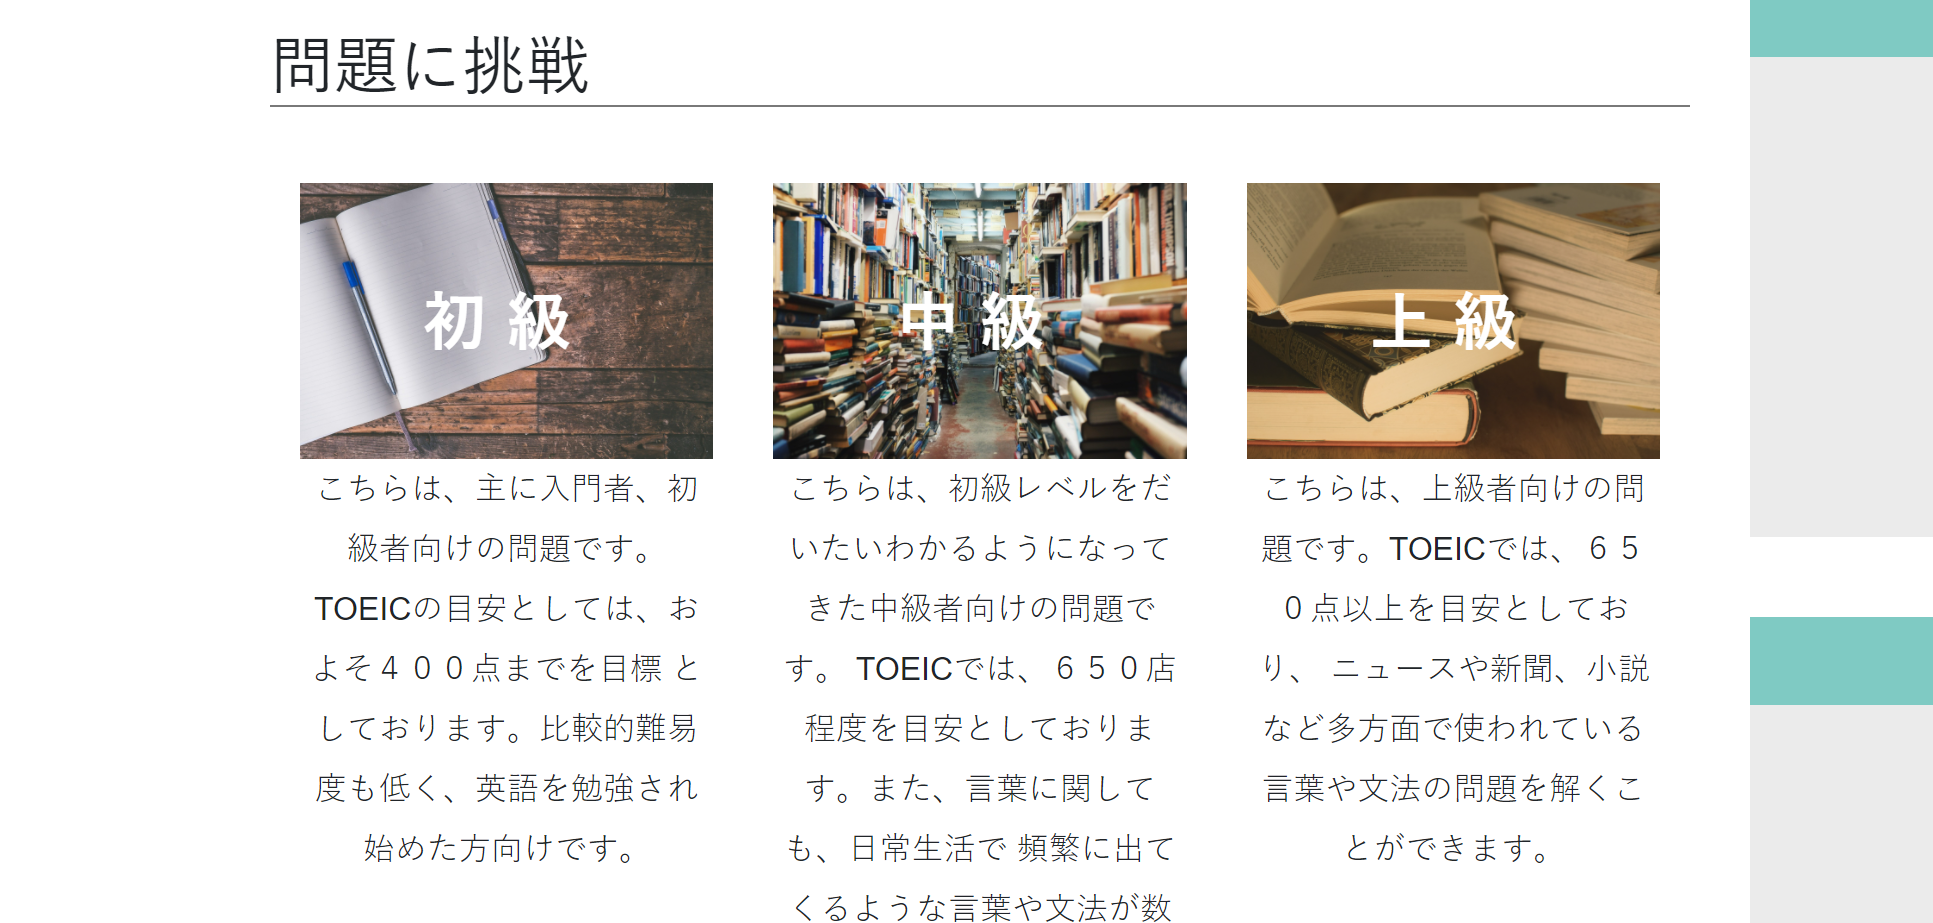 問題に挑戦
初級
こちらは、主に入門者、初
級者向けの問題です。
TOEICの目安としては、お
よそ４００点までを目標 と
しております。比較的難易
度も低く、英語を勉強され
始めた方向けです。
中級
こちらは、初級レベルをだ
いたいわかるようになって
きた中級者向けの問題で
す。 TOEICでは、６５０店
程度を目安としておりま
す。また、言葉に関して
も、日常生活で 頻繁に出て
くるような言葉や文法が数
上級
こちらは、上級者向けの問
題です。TOEICでは、６５
０点以上を目安としてお
り、 ニュースや新聞、小説
など多方面で使われている
言葉や文法の問題を解くこ
とができます。